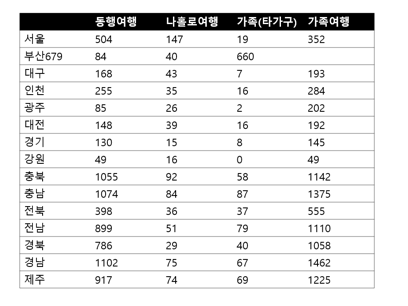 동행여행 나홀로여행 가족(타가구) 가족여행
서울 504 147 19 352
부산679 84 40 660
대구 168 43 7 193
인천 255 35 16 284
광주 85 26 2 202
대전 148 39 16 192
경기 130 15 8 145
강원 49 16 0 49
충북 1055 92 58 1142
충남 1074 84 87 1375
전북 398 36 37 555
전남 899 51 79 1110
경북 786 29 40 1058
경남 1102 75 67 1462
제주 917 74 69 1225